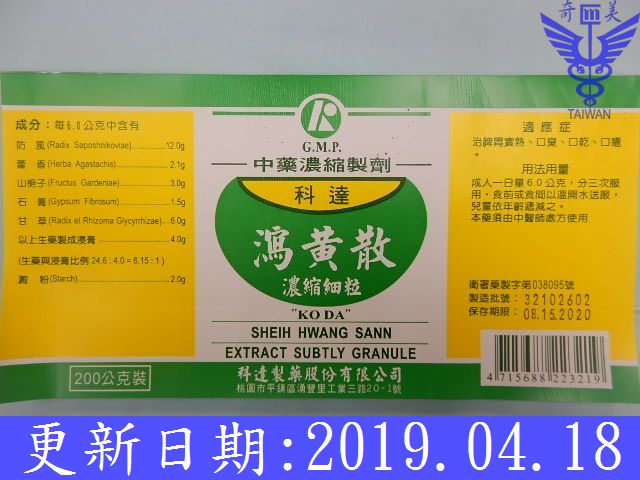 奇 美
TAIWAN
成分：每6.0公克中含有
防 風(Radix Saposhnikoviae)12.0g
藿 香(Herba Agastachis)2.1g
山梔子(Fructus Gardeniae)3.0g
石 膏(Gypsum Fibrosum)1.5g
甘 草(Radix et Rhizoma Glycyrrhizae)6.0g
以上生藥製成浸膏4.0g
(生藥與浸膏比例 24.6：4.0＝6.15：1)
澱 粉(Starch)2.0g
200公克裝
G.M.P.
中藥濃縮製劑
科達
瀉黃散
濃縮細粒
"KO DA"
SHEIH HWANG SANN
EXTRACT SUBTLY GRANULE
科達製藥股份有限公司
桃園市平鎮區湧豐里工業三路20-1號
適應症
治脾胃實熱、口臭、口乾、口瘡。
用法用量
成人一日量6.0公克，分三次服
用，食前或食間以溫開水送服，
兒童依年齡遞減之。
本藥須由中醫師處方使用
衛署藥製字第038095號
製造批號：32102602
保存期限：08.15.2020
4 715688 223219
更新日期:2019.04.18